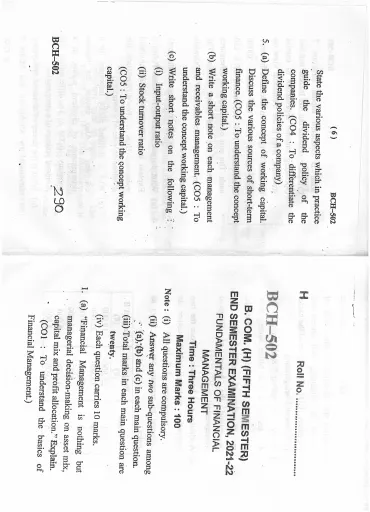 (6)
BCH–502
State the various aspects which in practice
guide the dividend policy of the
companies. (CO4 : To differentiate the
dividend policies of a company)
5. (a) Define the concept of working capital.
Discuss the various sources of short-term
finance. (CO5 : To understand the concept
working capital.)
(b) Write a short note on each management
and receivables management. (CO5 : To
understand the concept working capital.)
(c) Write short notes on the following :
(i) Input-output ratio
(ii) Stock turnover ratio
(CO5 : To understand the concept working
capital.)
BCH–502
290
H
Roll No. ..............................
BCH–502
B. COM. (H) (FIFTH SEMESTER)
END SEMESTER EXAMINATION, 2021-22
FUNDAMENTALS OF FINANCIAL
MANAGEMENT
Time : Three Hours
Maximum Marks : 100
Note : (i) All questions are compulsory.
(ii) Answer any two sub-questions among
(a), (b) and (c) in each main question.
(iii) Total marks in each main question are
twenty.
(iv) Each question carries 10 marks.
1. (a) "Financial Management is nothing but
managerial decision-making on asset mix,
capital mix and profit allocation." Explain.
(CO1 : To understand the basics of
Financial Management.)